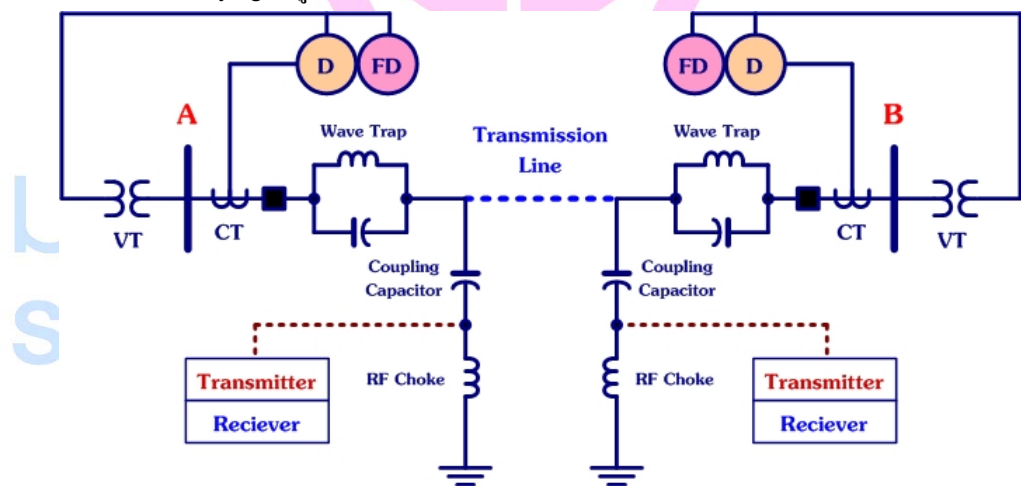 D
FD
FD
D
A
Wave Trap
Transmission
Line
Wave Trap
B
VT
CT
CT
VT
Coupling
Capacitor
Coupling
Capacitor
Transmitter
Reciever
RF Choke
RF Choke
Transmitter
Reciever